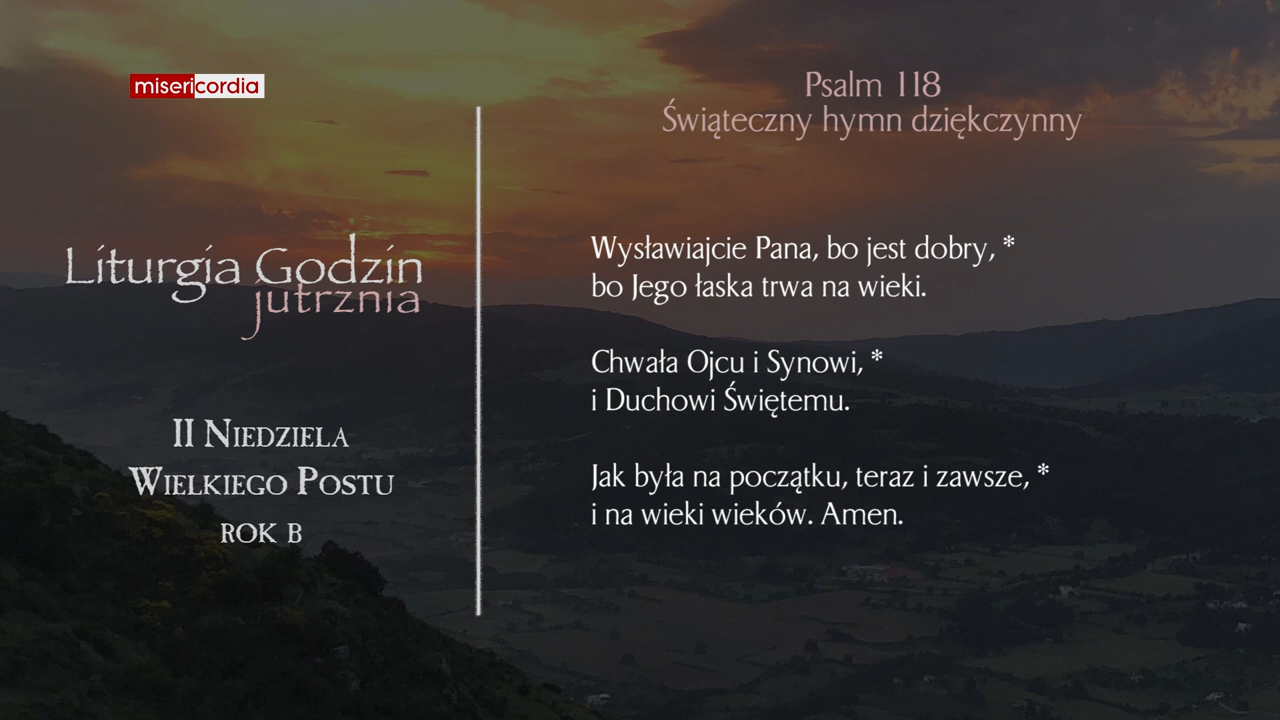 misericordia
Liturgia Godzin
jutrznia
II Niedziela
Wielkiego Postu
rok B
Psalm 118
Świąteczny hymn dziękczynny
Wysławiajcie Pana, bo jest dobry, *
bo Jego łaska trwa na wieki.
Chwała Ojcu i Synowi, *
i Duchowi Świętemu.
Jak była na początku, teraz i zawsze, *
i na wieki wieków. Amen.